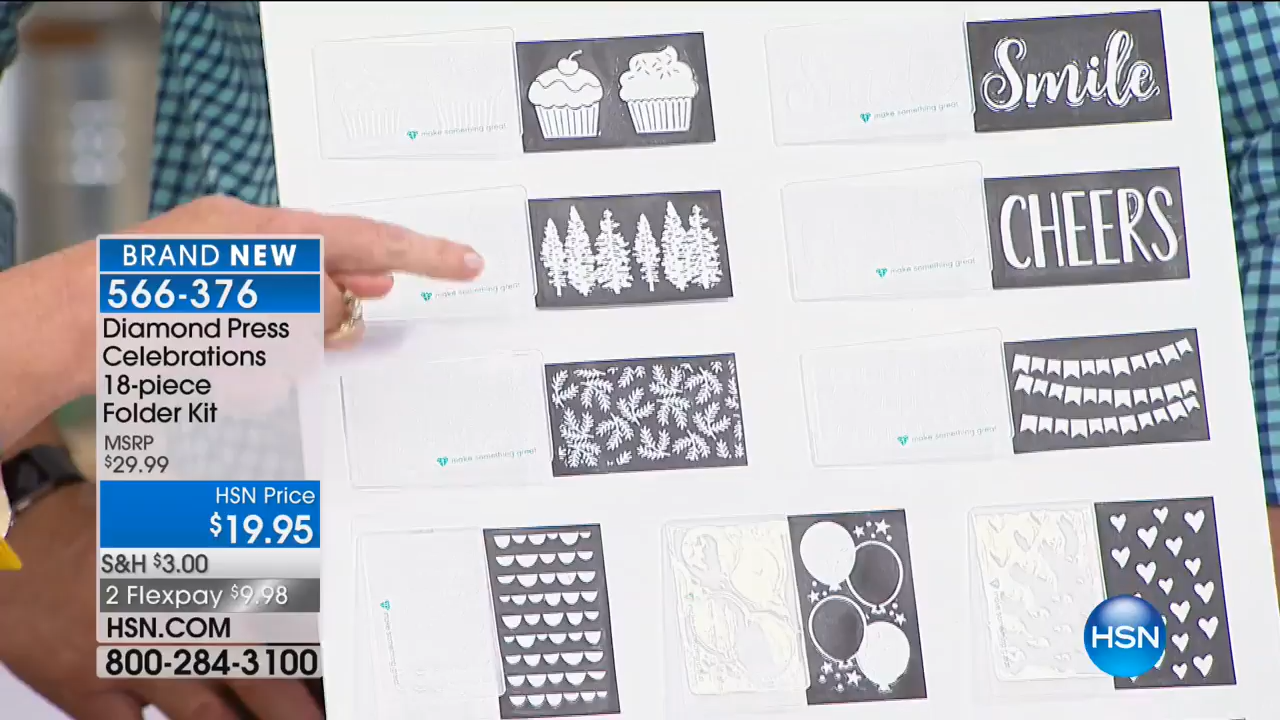 BRAND NEW
566-376
Diamond Press
Celebrations
18-piece
Folder Kit
MSRP
$29.99
HSN Price
$19.95
S&H $3.00
2 Flexpay $9.98
HSN.COM
800-284-3100
make something great
Smile
make something great
make something great
CHEERS
make something great
make something great
make something great
HSN